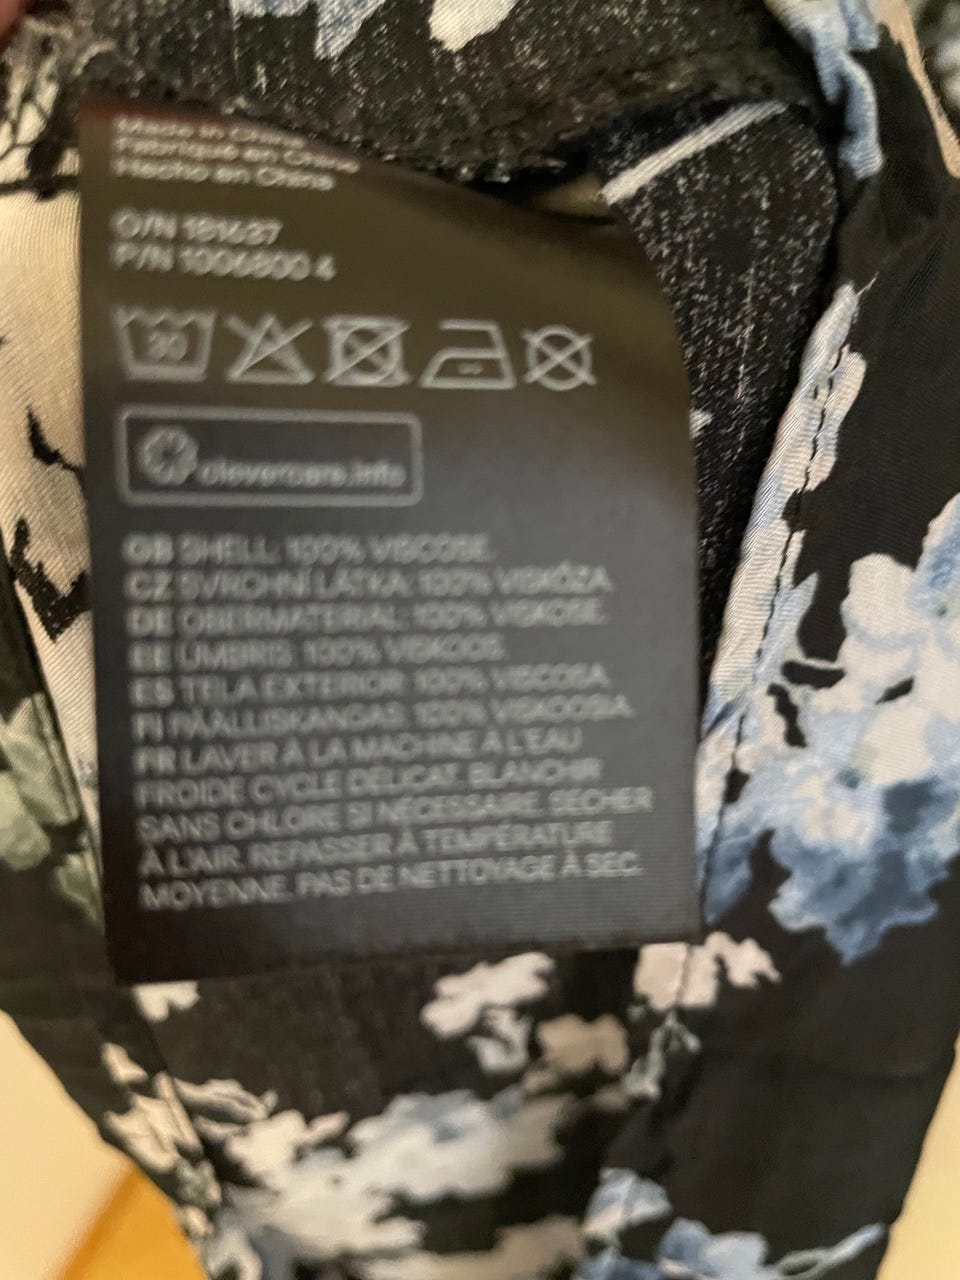 Made in China
Fabriqué en Chine
Hecho en China
O/N 181637
P/N 1006800 4
30
clevercare.info
GB SHELL: 100% VISCOSE.
CZ SVRCHNÍ LÁTKA: 100% VISKÓZA.
DE OBERMATERIAL: 100% VISKOSE.
EE ÜMBRIS: 100% VISKOOS.
ES TELA EXTERIOR: 100% VISCOSA.
FI PÄÄLLISKANGAS: 100% VISKOOSIA.
FR LAVER À LA MACHINE À L'EAU
FROIDE CYCLE DÉLICAT. BLANCHIR
SANS CHLORE SI NÉCESSAIRE. SÉCHER
À L'AIR. REPASSER À TEMPÉRATURE
MOYENNE. PAS DE NETTOYAGE À SEC.